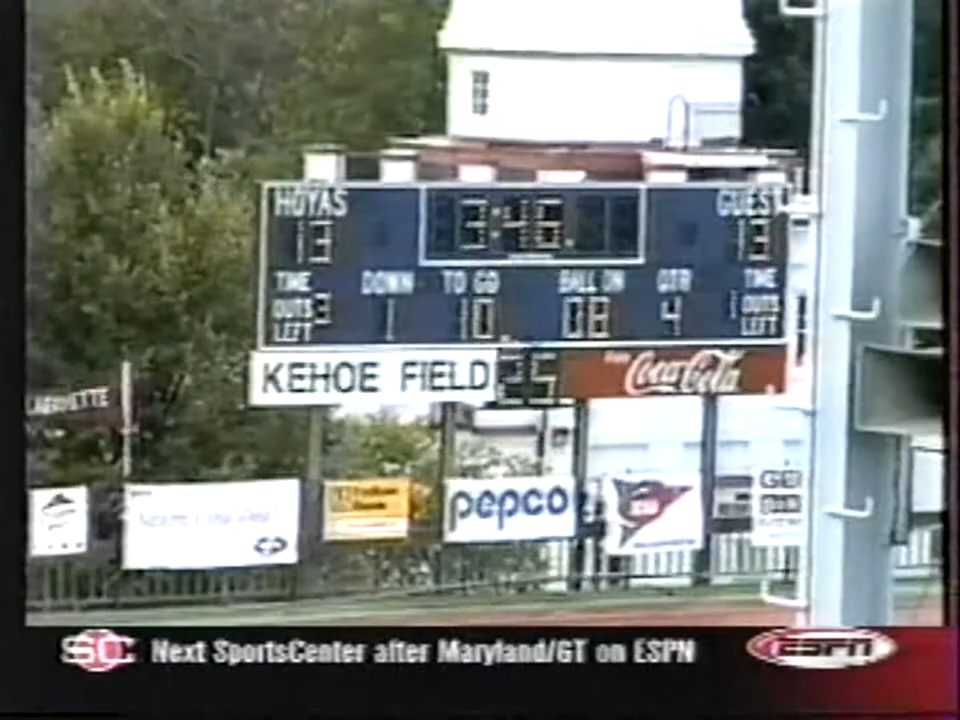 HOYAS 3:48 GUEST
13 13
TIME OUTS LEFT 3 DOWN 1 TO GO 10 BALL ON 08 QTR 4 TIME OUTS LEFT 1
KEHOE FIELD 25 Coca-Cola
LAFAYETTE
pepco
SC Next SportsCenter after Maryland/GT on ESPN ESPN